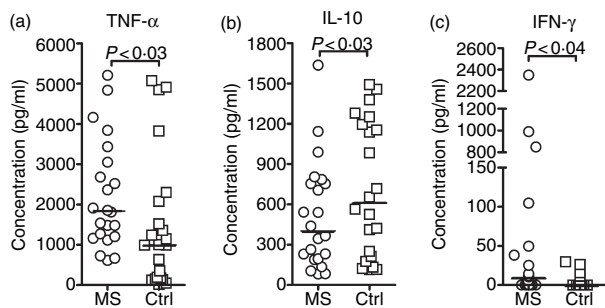 (a) TNF-α
P < 0·03
Concentration (pg/ml)
6000
5000
4000
3000
2000
1000
0
MS Ctrl
(b) IL-10
P < 0·03
Concentration (pg/ml)
1800
1500
1200
900
600
300
0
MS Ctrl
(c) IFN-γ
P < 0·04
Concentration (pg/ml)
2600
2400
2200
1200
1000
800
150
100
50
0
MS Ctrl